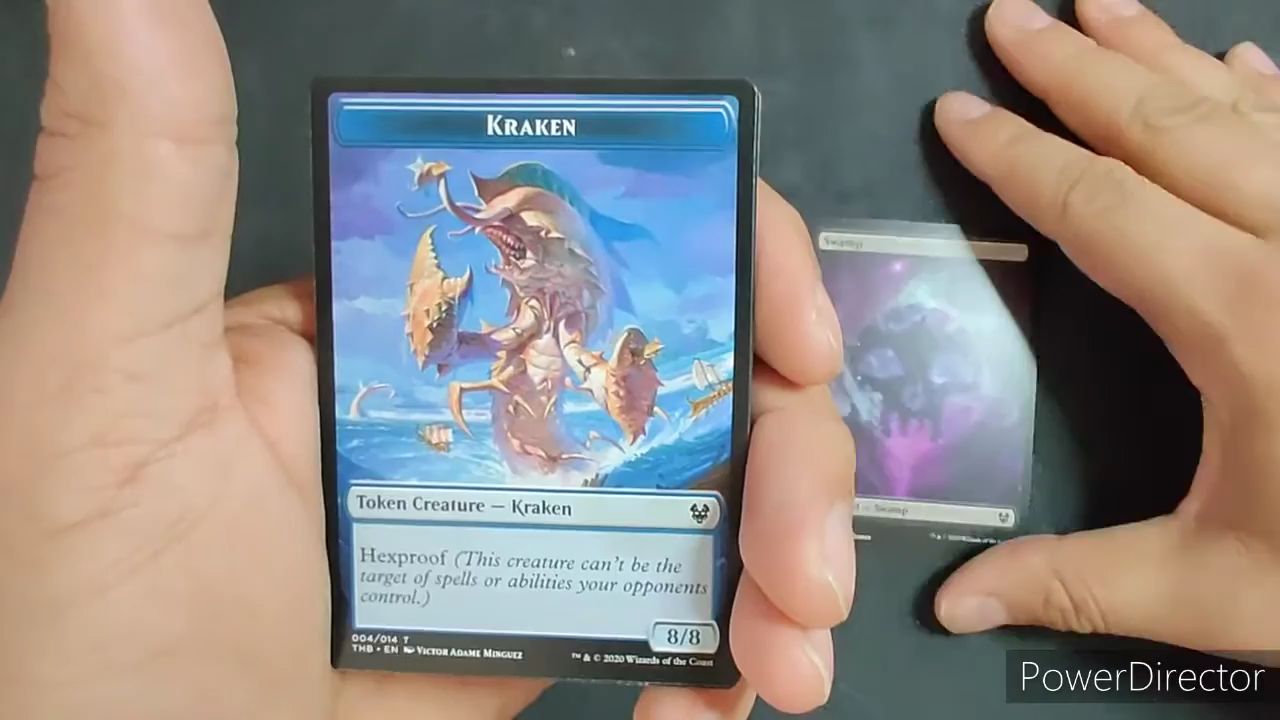 KRAKEN
Swamp
Token Creature — Kraken
Swamp
Hexproof (This creature can't be the
target of spells or abilities your opponents
control.)
8/8
004/014 T
THB • EN VICTOR ADAME MINGUEZ
™ & © 2020 Wizards of the Coast
PowerDirector